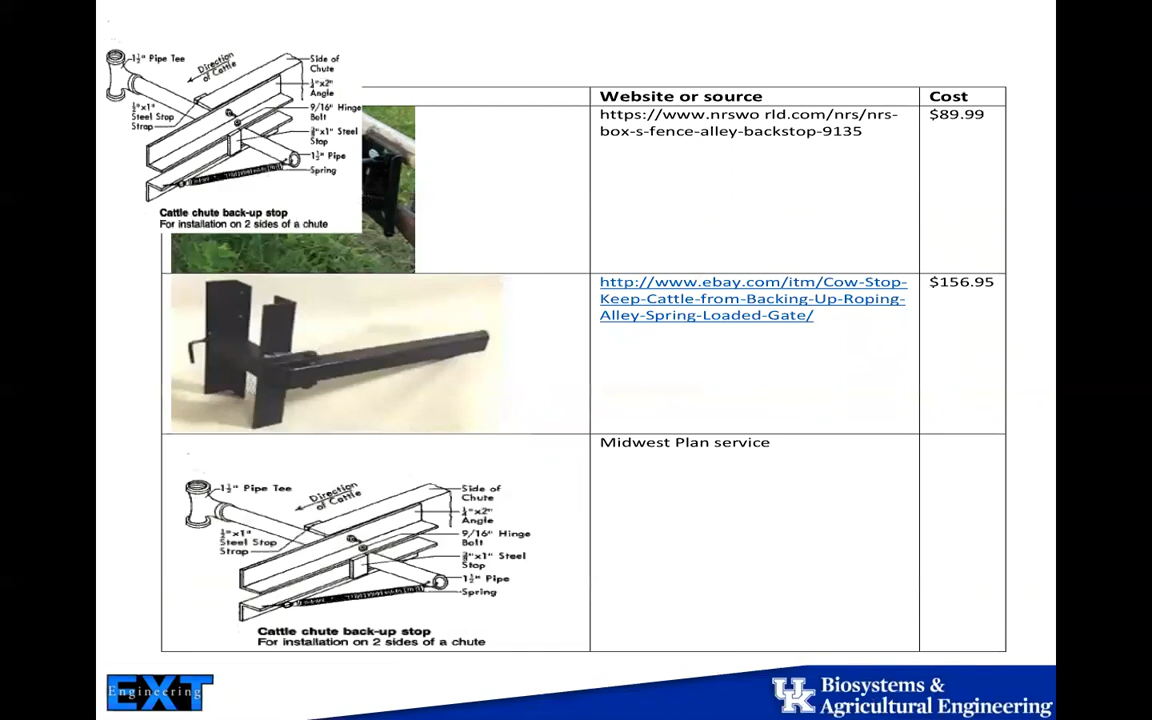 1½" Pipe Tee
Direction
of Cattle
Side of
Chute
¼"x2"
Angle
½"x1"
Steel Stop
Strap
9/16" Hinge
Bolt
¾"x1" Steel
Stop
1½" Pipe
Spring
Cattle chute back-up stop
For installation on 2 sides of a chute
Website or source
Cost
https://www.nrswo rld.com/nrs/nrs-
box-s-fence-alley-backstop-9135
$89.99
http://www.ebay.com/itm/Cow-Stop-
Keep-Cattle-from-Backing-Up-Roping-
Alley-Spring-Loaded-Gate/
$156.95
Midwest Plan service
1½" Pipe Tee
Direction
of Cattle
Side of
Chute
¼"x2"
Angle
½"x1"
Steel Stop
Strap
9/16" Hinge
Bolt
¾"x1" Steel
Stop
1½" Pipe
Spring
Cattle chute back-up stop
For installation on 2 sides of a chute
EXT
Engineering
UK
Biosystems &
Agricultural Engineering